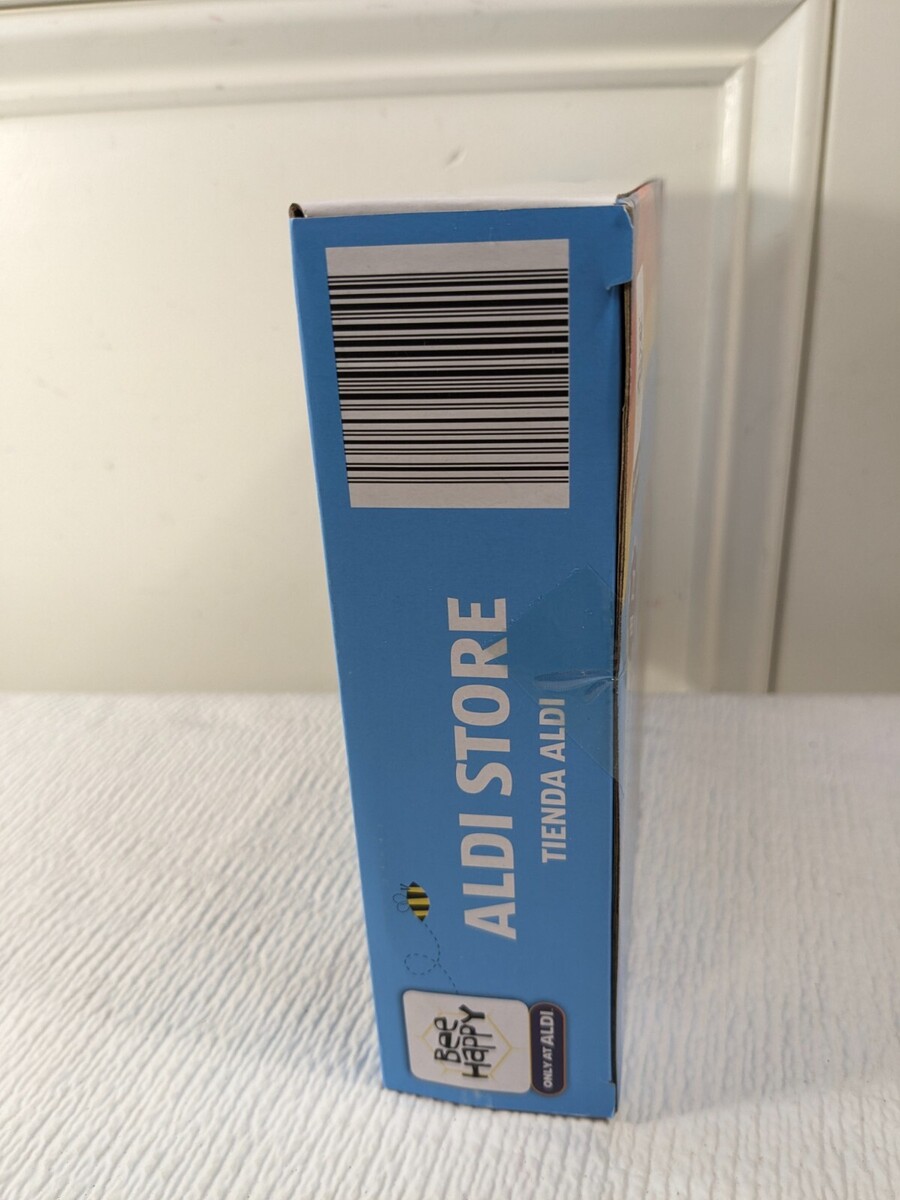 ALDI STORE
TIENDA ALDI
Bee
HAPPY
ONLY AT ALDI